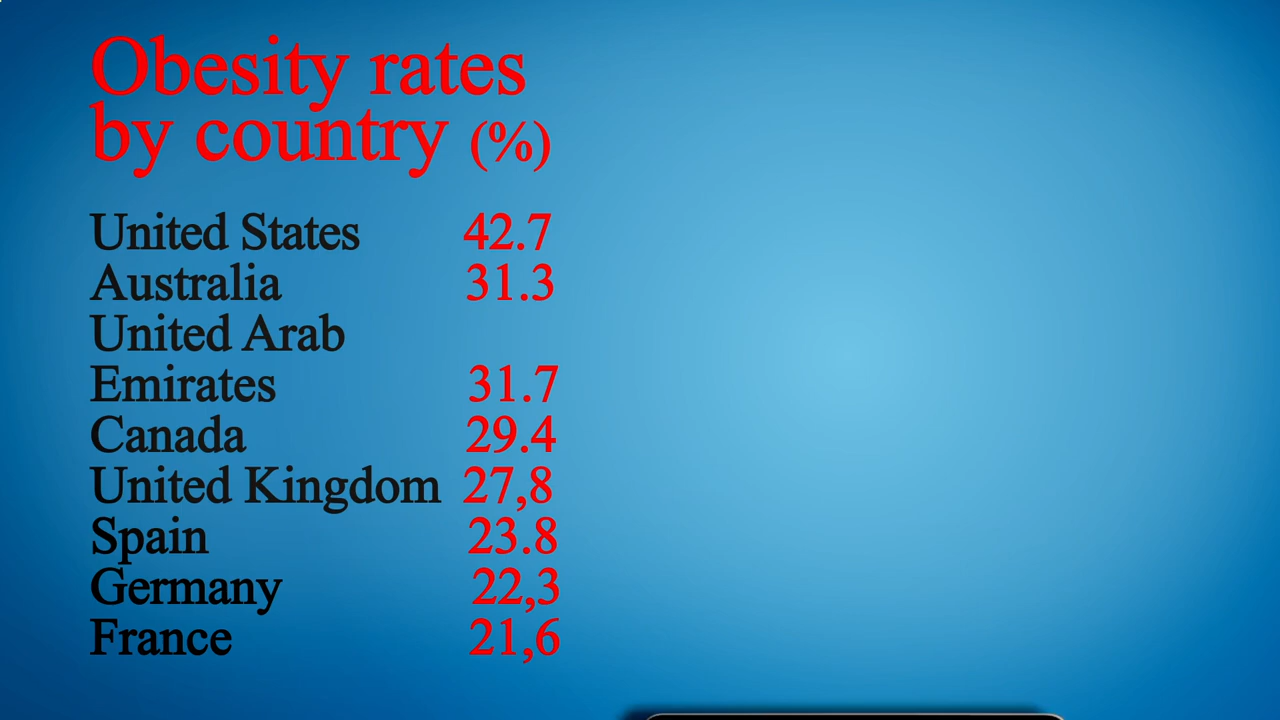 Obesity rates
by country (%)
United States 42.7
Australia 31.3
United Arab
Emirates 31.7
Canada 29.4
United Kingdom 27,8
Spain 23.8
Germany 22,3
France 21,6